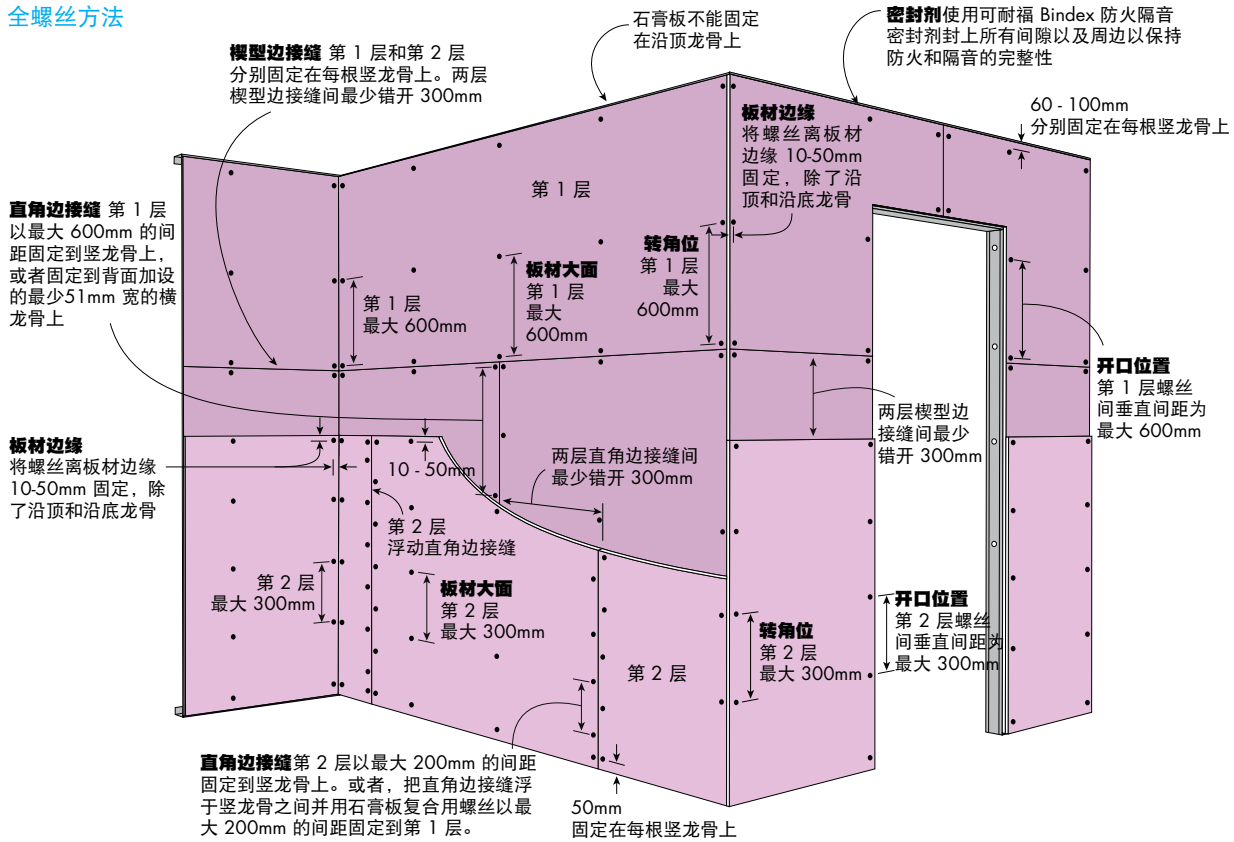 全螺丝方法
楔型边接缝 第 1 层和第 2 层
分别固定在每根竖龙骨上。两层
楔型边接缝间最少错开 300mm
石膏板不能固定
在沿顶龙骨上
密封剂使用可耐福 Bindex 防火隔音
密封剂封上所有间隙以及周边以保持
防火和隔音的完整性
60 - 100mm
分别固定在每根竖龙骨上
板材边缘
将螺丝离板材
边缘 10-50mm
固定，除了沿
顶和沿底龙骨
第 1 层
直角边接缝 第 1 层
以最大 600mm 的间
距固定到竖龙骨上，
或者固定到背面加设
的最少51mm 宽的横
龙骨上
第 1 层
最大 600mm
板材大面
第 1 层
最大
600mm
转角位
第 1 层
最大
600mm
开口位置
第 1 层螺丝
间垂直间距为
最大 600mm
两层楔型边
接缝间最少
错开 300mm
板材边缘
将螺丝离板材边缘
10-50mm 固定，除
了沿顶和沿底龙骨
10 - 50mm
两层直角边接缝间
最少错开 300mm
第 2 层
浮动直角边接缝
第 2 层
最大 300mm
板材大面
第 2 层
最大 300mm
第 2 层
转角位
第 2 层
最大 300mm
开口位置
第 2 层螺丝
间垂直间距为
最大 300mm
直角边接缝第 2 层以最大 200mm 的间距
固定到竖龙骨上。或者，把直角边接缝浮
于竖龙骨之间并用石膏板复合用螺丝以最
大 200mm 的间距固定到第 1 层。
50mm
固定在每根竖龙骨上